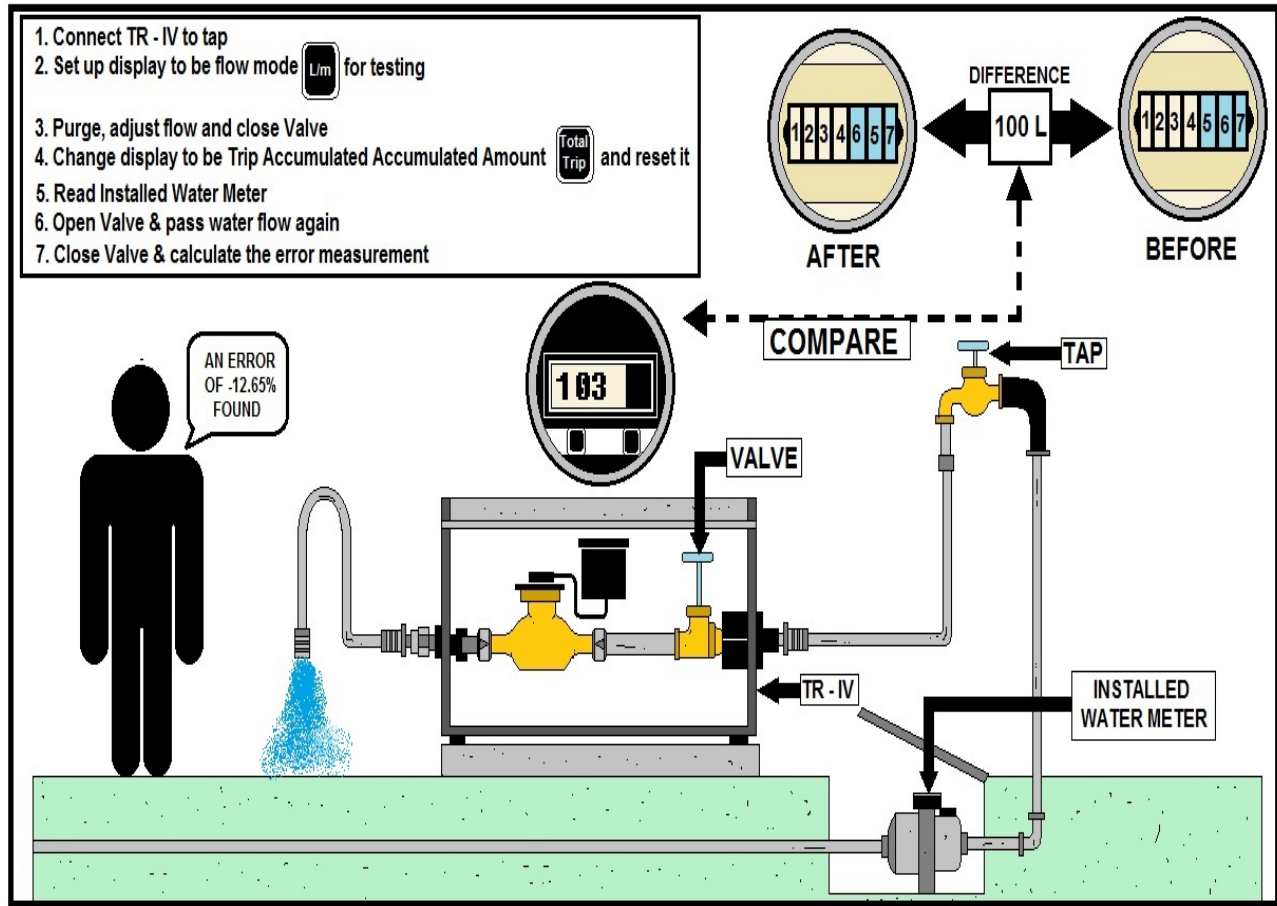 1. Connect TR - IV to tap
2. Set up display to be flow mode L/m for testing
3. Purge, adjust flow and close Valve
4. Change display to be Trip Accumulated Accumulated Amount Total Trip and reset it
5. Read Installed Water Meter
6. Open Valve & pass water flow again
7. Close Valve & calculate the error measurement
DIFFERENCE
1234657
100 L
1234567
AFTER
BEFORE
COMPARE
TAP
103
AN ERROR
OF -12.65%
FOUND
VALVE
TR - IV
INSTALLED
WATER METER